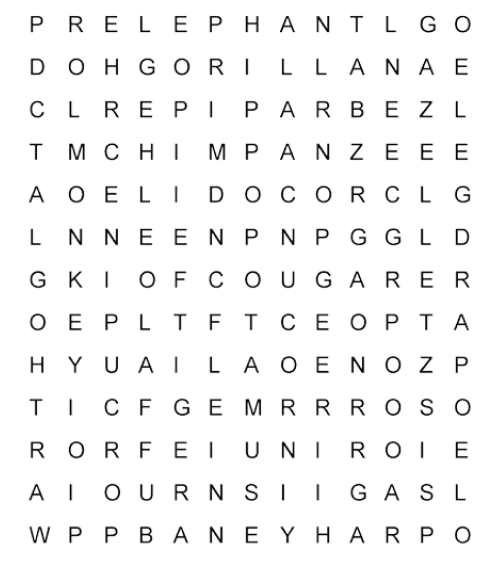 P R E L E P H A N T L G O
D O H G O R I L L A N A E
C L R E P I P A R B E Z L
T M C H I M P A N Z E E E
A O E L I D O C O R C L G
L N N E E N P N P G G L D
G K I O F C O U G A R E R
O E P L T F T C E O P T A
H Y U A I L A O E N O Z P
T I C F G E M R R R O S O
R O R F E I U N I R O I E
A I O U R N S I I G A S L
W P P B A N E Y H A R P O